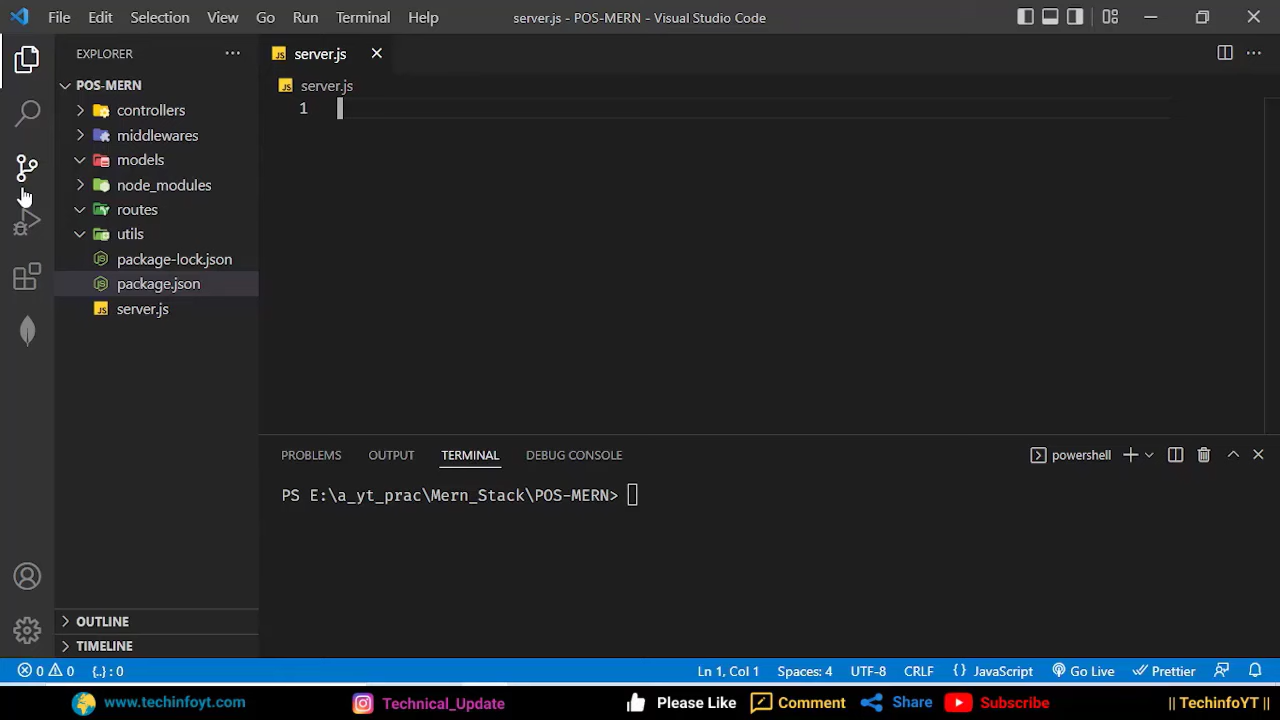 File Edit Selection View Go Run Terminal Help server.js - POS-MERN - Visual Studio Code
EXPLORER
POS-MERN
controllers
middlewares
models
node_modules
routes
utils
package-lock.json
package.json
server.js
OUTLINE
TIMELINE
JS server.js
JS server.js
1
PROBLEMS OUTPUT TERMINAL DEBUG CONSOLE powershell
PS E:\a_yt_prac\Mern_Stack\POS-MERN>
0 0 {..} : 0 Ln 1, Col 1 Spaces: 4 UTF-8 CRLF {} JavaScript Go Live Prettier
www.techinfoyt.com Technical_Update Please Like Comment Share Subscribe || TechinfoYT ||